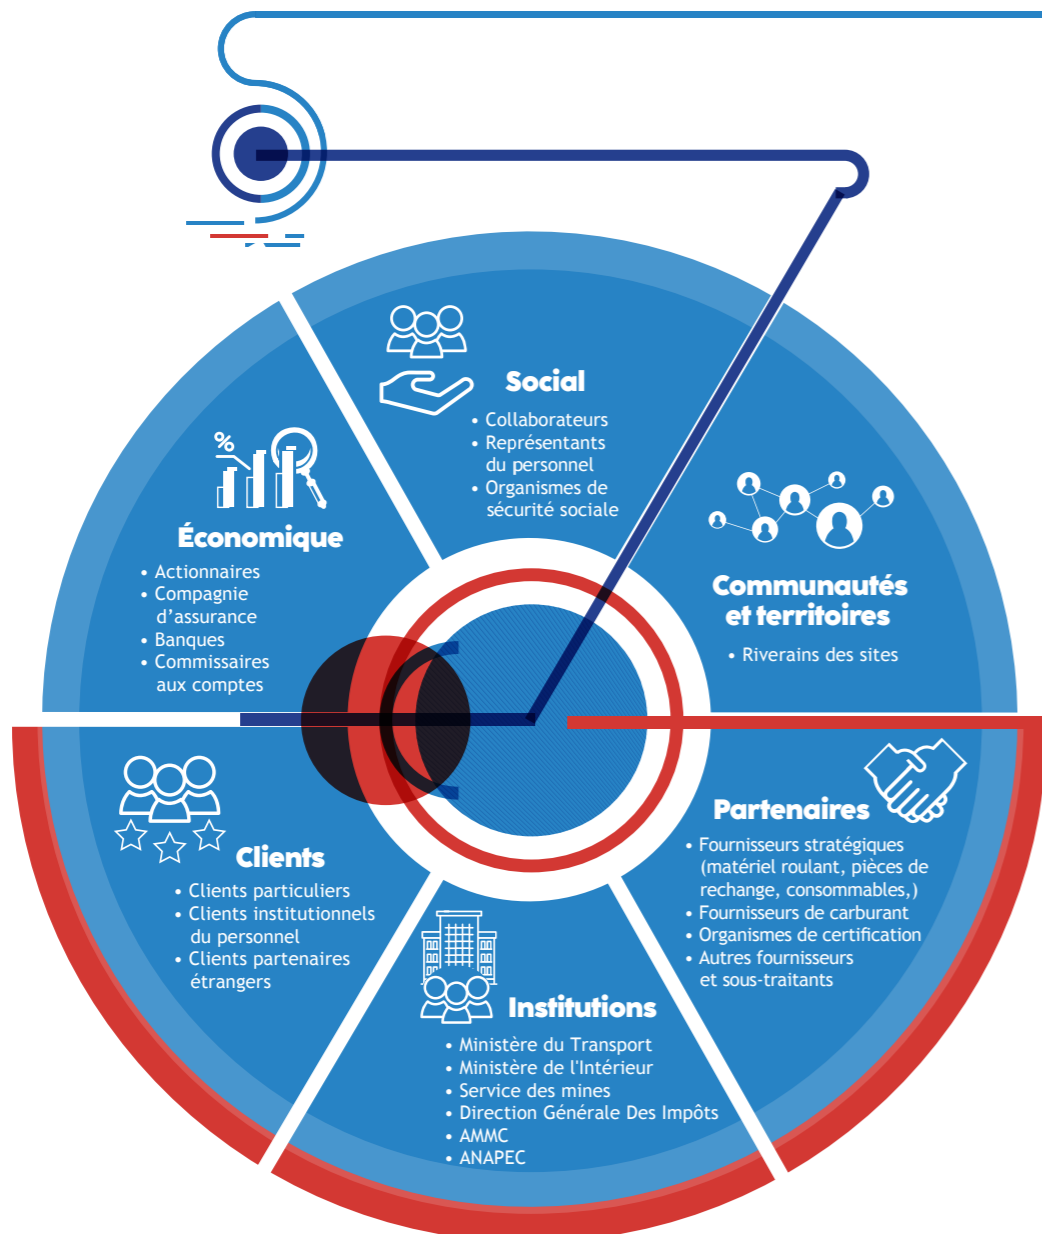 Social
• Collaborateurs
• Représentants
du personnel
• Organismes de
sécurité sociale
%
Économique
• Actionnaires
• Compagnie
d'assurance
• Banques
• Commissaires
aux comptes
Communautés
et territoires
• Riverains des sites
Clients
• Clients particuliers
• Clients institutionnels
du personnel
• Clients partenaires
étrangers
Partenaires
• Fournisseurs stratégiques
(matériel roulant, pièces de
rechange, consommables,)
• Fournisseurs de carburant
• Organismes de certification
• Autres fournisseurs
et sous-traitants
Institutions
• Ministère du Transport
• Ministère de l'Intérieur
• Service des mines
• Direction Générale Des Impôts
• AMMC
• ANAPEC